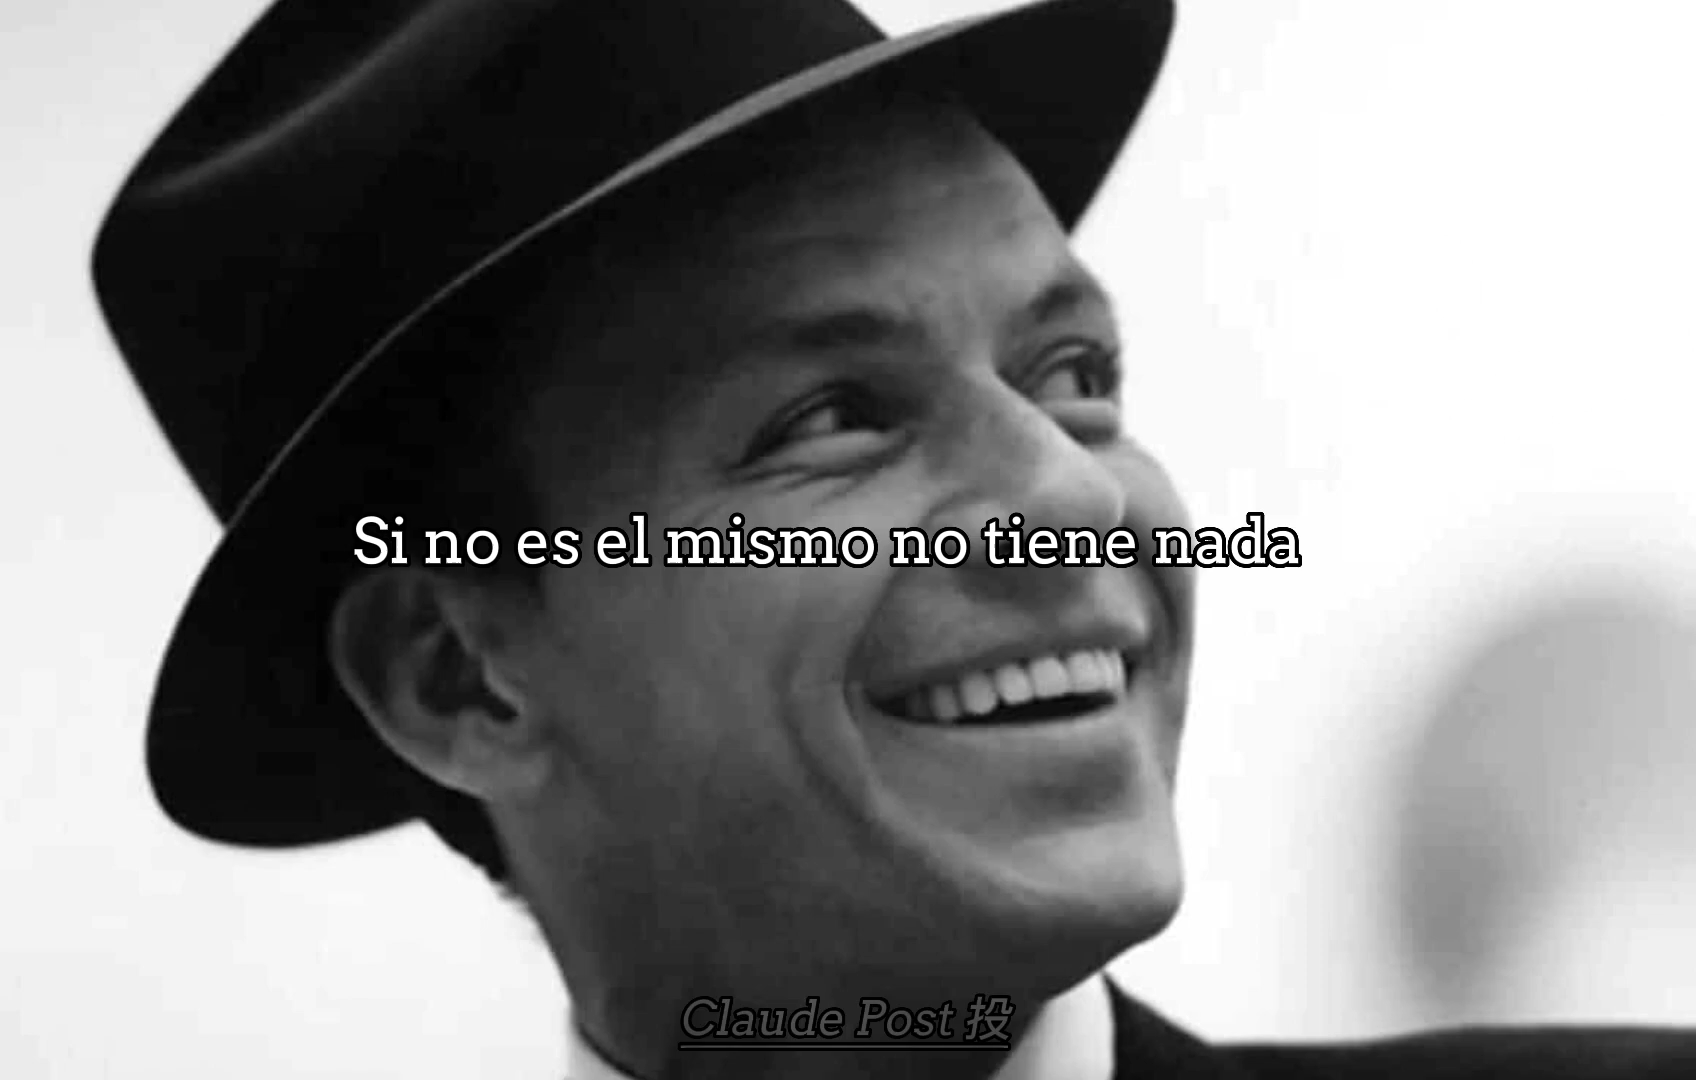 Si no es el mismo no tiene nada
Claude Post 投